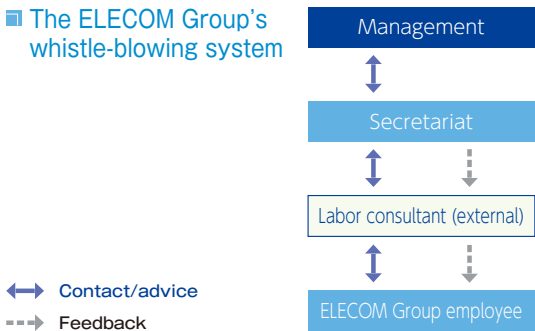 The ELECOM Group's
whistle-blowing system
Management
Secretariat
Labor consultant (external)
ELECOM Group employee
Contact/advice
Feedback